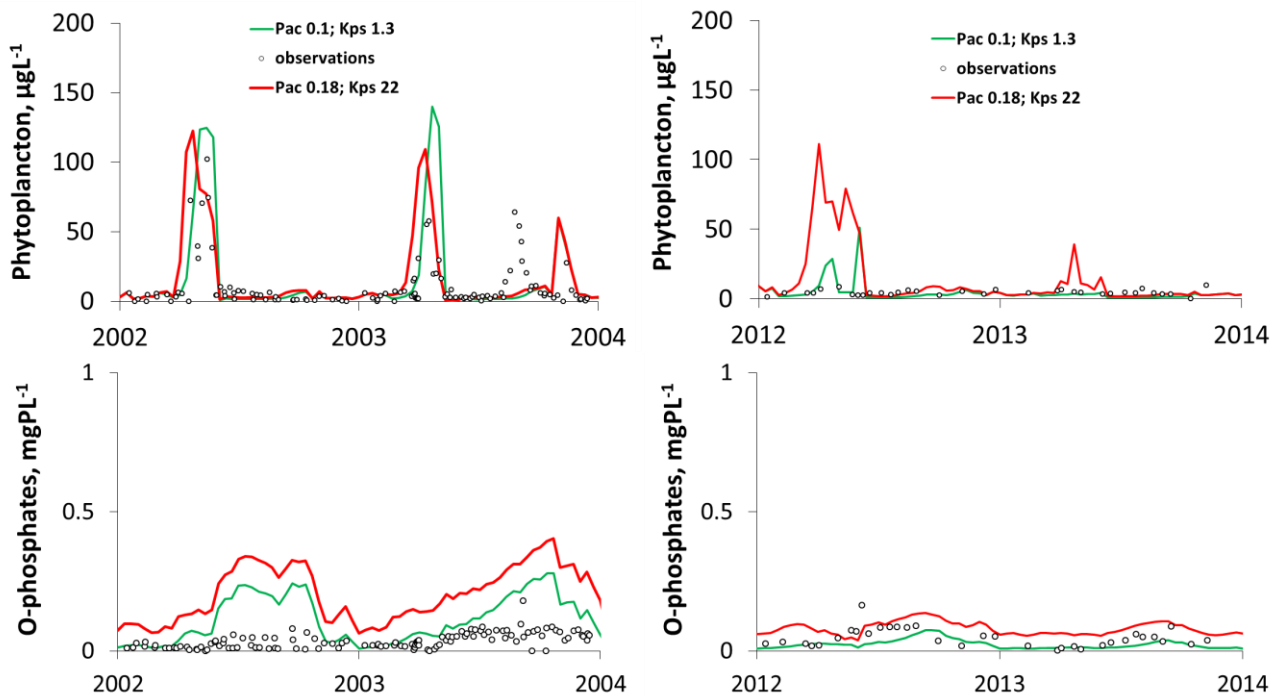 Phytoplancton, µgL-1
200
150
100
50
0
Pac 0.1; Kps 1.3
observations
Pac 0.18; Kps 22
2002
2003
2004
Phytoplancton, µgL-1
200
150
100
50
0
Pac 0.1; Kps 1.3
observations
Pac 0.18; Kps 22
2012
2013
2014
O-phosphates, mgPL-1
1
0.5
0
2002
2003
2004
O-phosphates, mgPL-1
1
0.5
0
2012
2013
2014